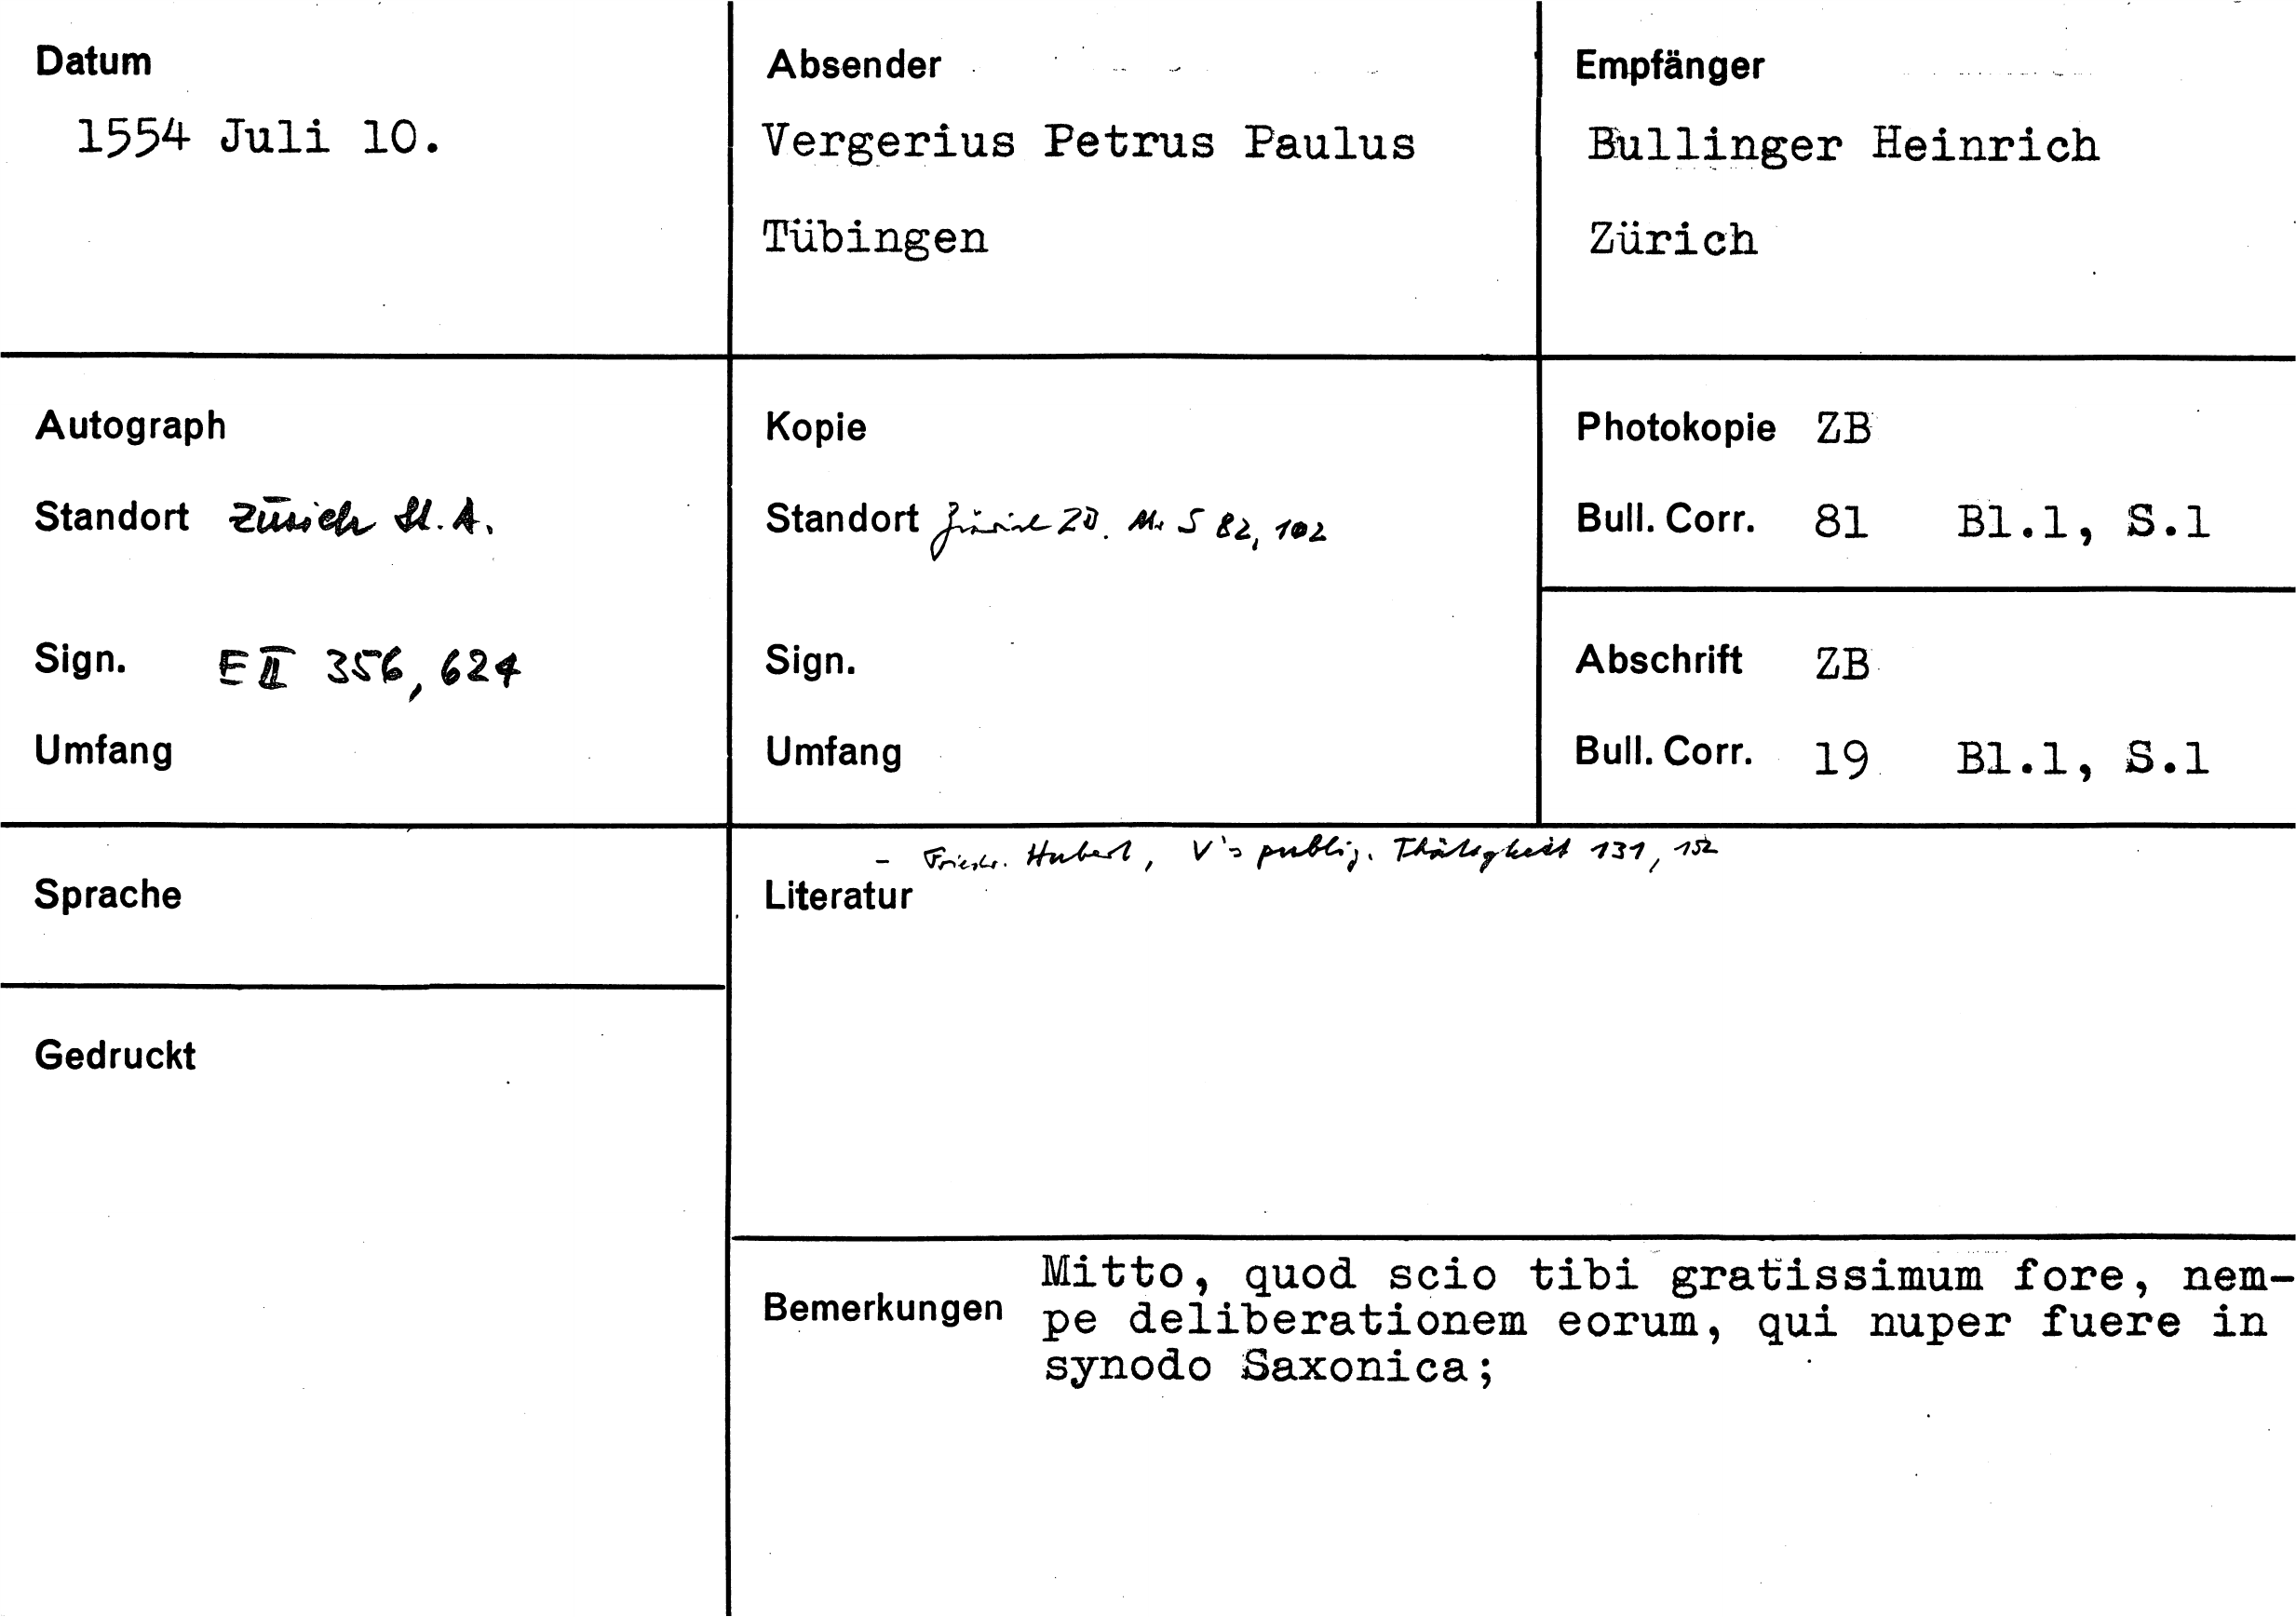 Datum
1554 Juli 10.
Absender
Vergerius Petrus Paulus
Tübingen
Empfänger
Bullinger Heinrich
Zürich
Autograph
Standort Zürich St. A.
Sign. E II 356, 624
Umfang
Kopie
Standort Zürich ZB. Ms S 82, 102
Sign.
Umfang
Photokopie ZB
Bull. Corr. 81 Bl.1, S.1
Abschrift ZB
Bull. Corr. 19 Bl.1, S.1
Sprache
Gedruckt
- Friedr. Hubert, V's publiz. Thätigkeit 131, 152
Literatur
Bemerkungen
Mitto, quod scio tibi gratissimum fore, nem-
pe deliberationem eorum, qui nuper fuere in
synodo Saxonica;